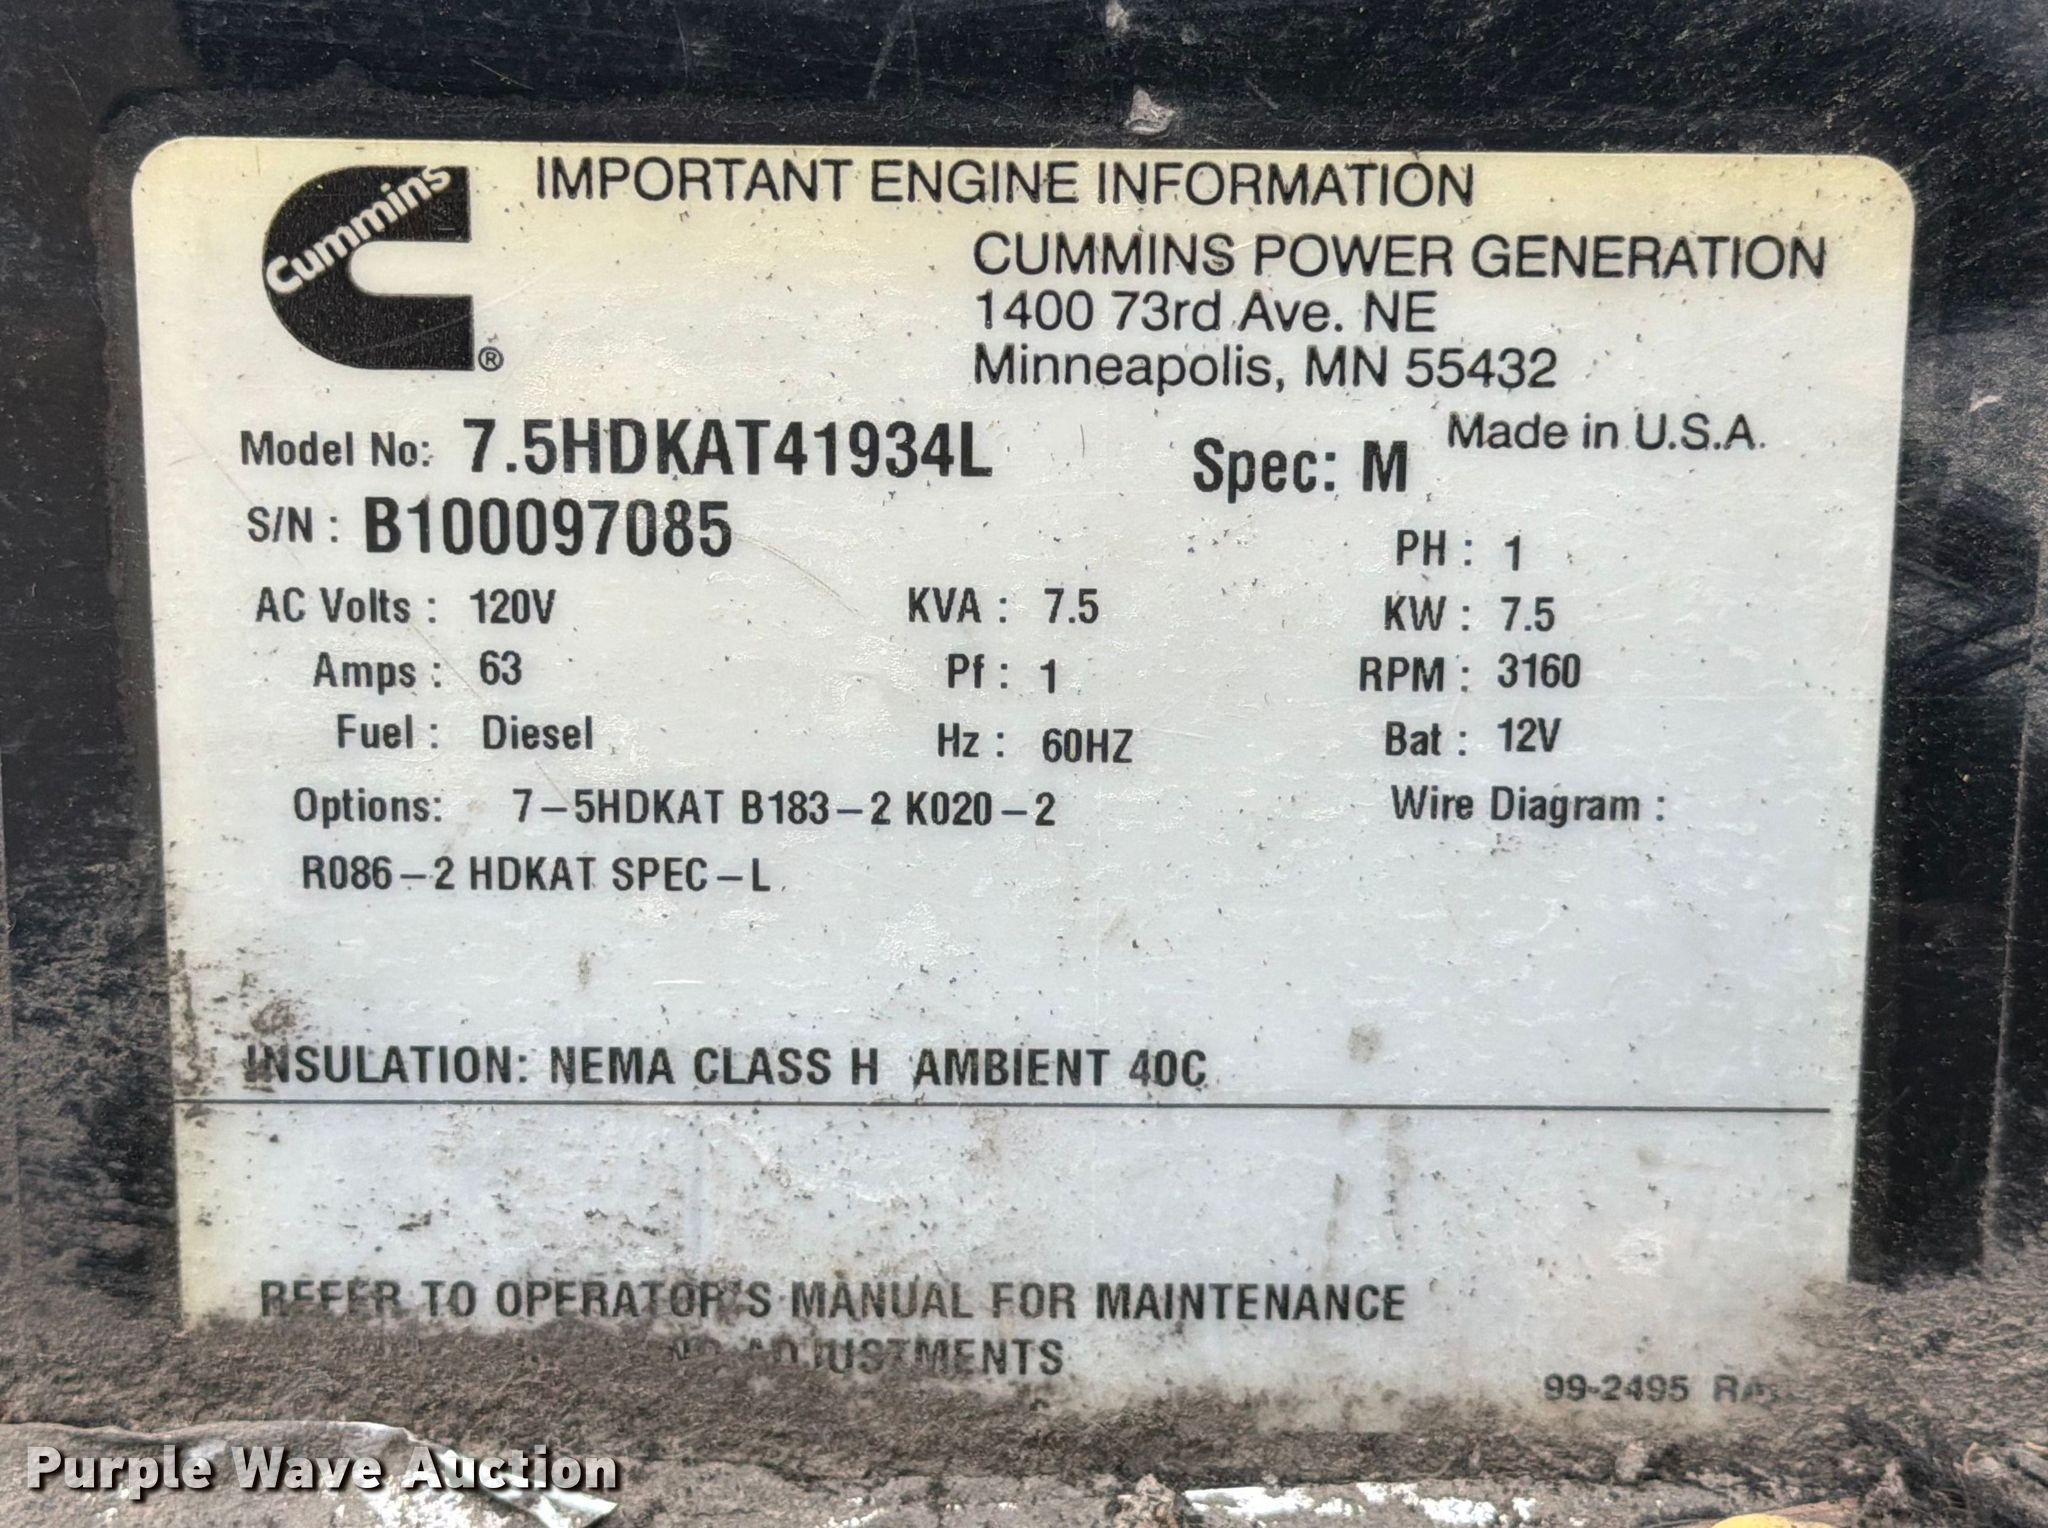 Cummins ®
IMPORTANT ENGINE INFORMATION
CUMMINS POWER GENERATION
1400 73rd Ave. NE
Minneapolis, MN 55432
Made in U.S.A.
Model No: 7.5HDKAT41934L Spec: M
S/N : B100097085 PH : 1
AC Volts : 120V KVA : 7.5 KW : 7.5
Amps : 63 Pf : 1 RPM : 3160
Fuel : Diesel Hz : 60HZ Bat : 12V
Options: 7-5HDKAT B183-2 K020-2 Wire Diagram :
R086-2 HDKAT SPEC-L
INSULATION: NEMA CLASS H AMBIENT 40C
REFER TO OPERATOR'S MANUAL FOR MAINTENANCE
ADJUSTMENTS
99-2495
Purple Wave Auction